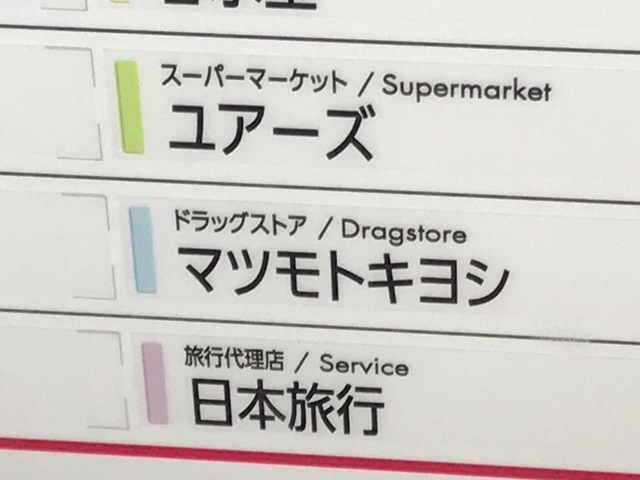 スーパーマーケット / Supermarket
ユアーズ
ドラッグストア / Dragstore
マツモトキヨシ
旅行代理店 / Service
日本旅行